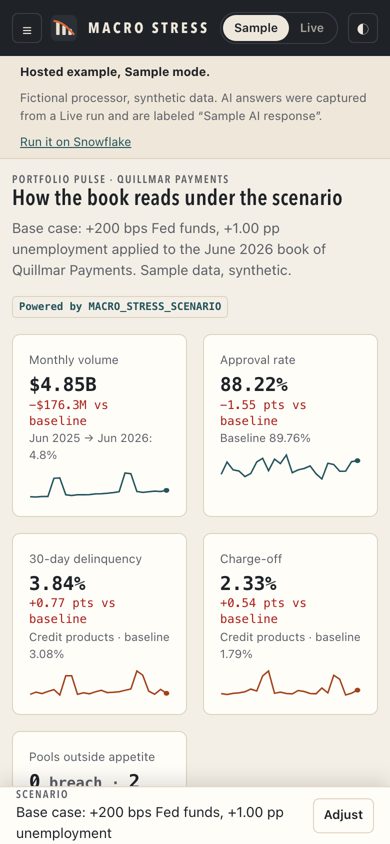 MACRO STRESS
Sample
Live
Hosted example, Sample mode.
Fictional processor, synthetic data. AI answers were captured
from a Live run and are labeled “Sample AI response”.
Run it on Snowflake
PORTFOLIO PULSE · QUILLMAR PAYMENTS
How the book reads under the scenario
Base case: +200 bps Fed funds, +1.00 pp
unemployment applied to the June 2026 book of
Quillmar Payments. Sample data, synthetic.
Powered by MACRO_STRESS_SCENARIO
Monthly volume
$4.85B
−$176.3M vs
baseline
Jun 2025 → Jun 2026:
4.8%
Approval rate
88.22%
−1.55 pts vs
baseline
Baseline 89.76%
30-day delinquency
3.84%
+0.77 pts vs
baseline
Credit products · baseline
3.08%
Charge-off
2.33%
+0.54 pts vs
baseline
Credit products · baseline
1.79%
Pools outside appetite
0 breach · 2
SCENARIO
Base case: +200 bps Fed funds, +1.00 pp
unemployment
Adjust